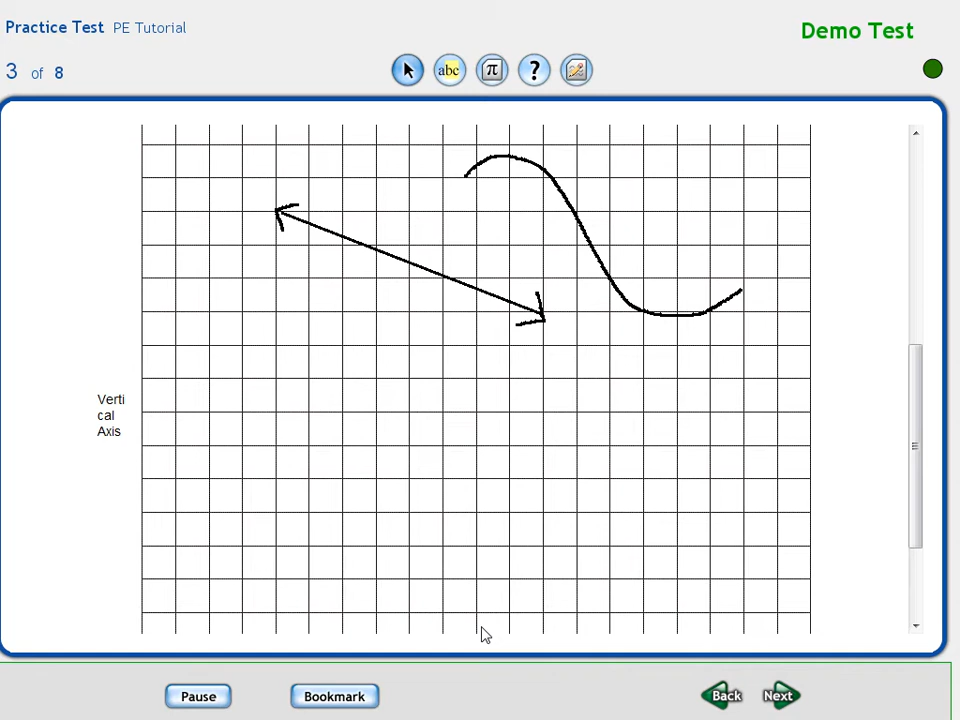 Practice Test PE Tutorial
Demo Test
3 of 8
abc
π
?
Verti
cal
Axis
Pause
Bookmark
Back
Next